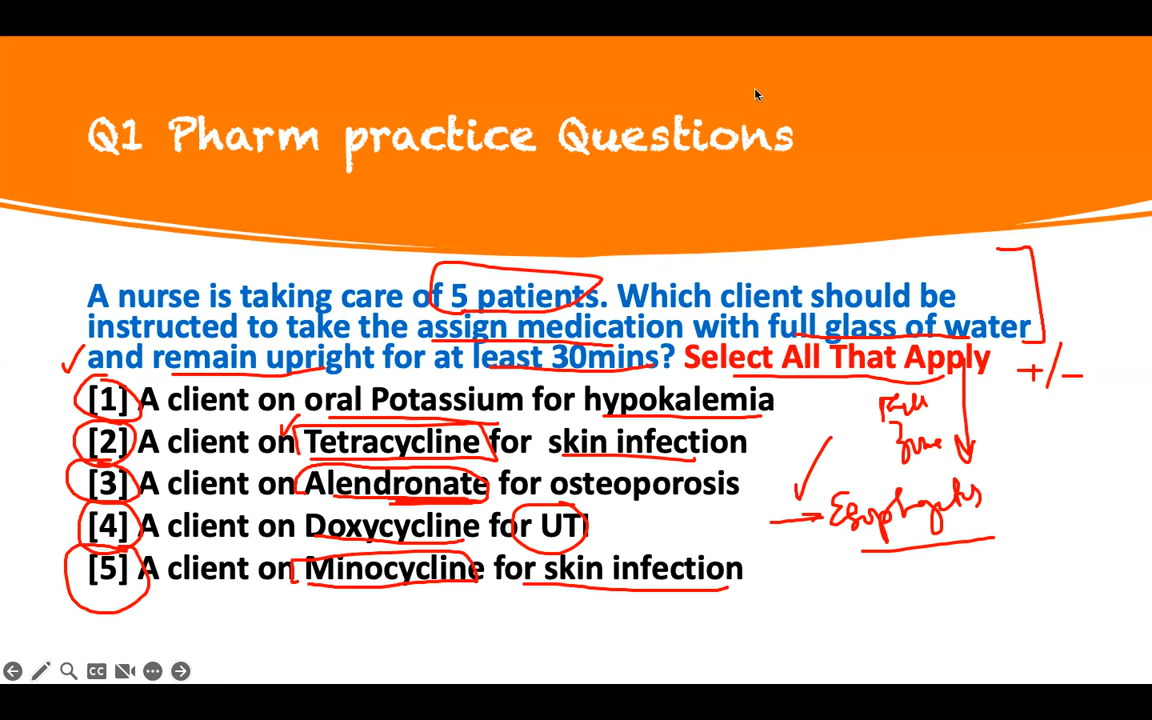 Q1 Pharm practice Questions
A nurse is taking care of 5 patients. Which client should be
instructed to take the assign medication with full glass of water
and remain upright for at least 30mins? Select All That Apply
+/-
[1] A client on oral Potassium for hypokalemia
[2] A client on Tetracycline for skin infection
[3] A client on Alendronate for osteoporosis
[4] A client on Doxycycline for UTI
[5] A client on Minocycline for skin infection
CC